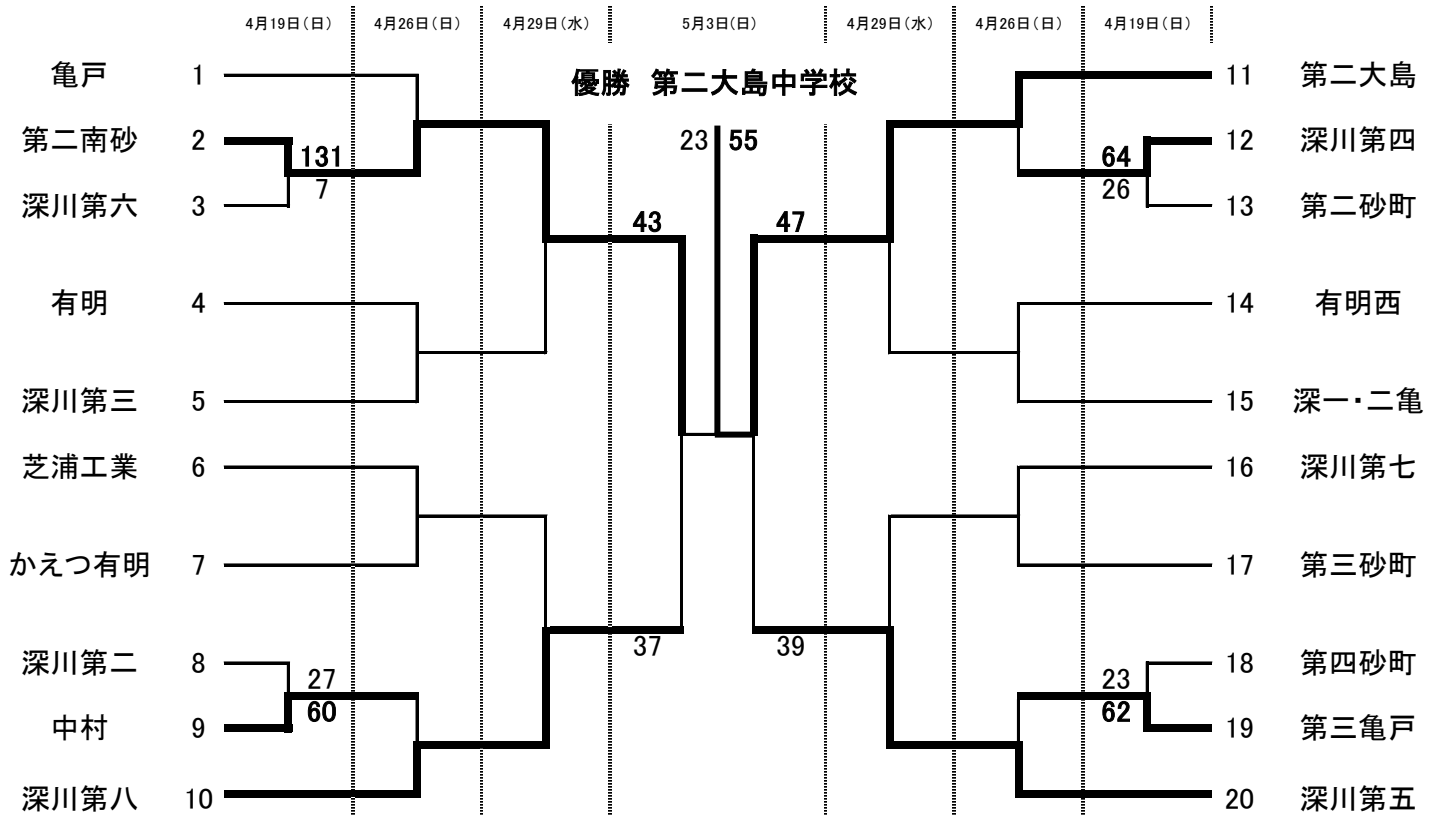 4月19日(日) 4月26日(日) 4月29日(水) 5月3日(日) 4月29日(水) 4月26日(日) 4月19日(日)
優勝 第二大島中学校
亀戸 1
第二南砂 2
131
7
深川第六 3
有明 4
深川第三 5
芝浦工業 6
かえつ有明 7
深川第二 8
27
60
中村 9
深川第八 10
43
37
23 55
47
39
11 第二大島
12 深川第四
64
26
13 第二砂町
14 有明西
15 深一・二亀
16 深川第七
17 第三砂町
18 第四砂町
23
62
19 第三亀戸
20 深川第五